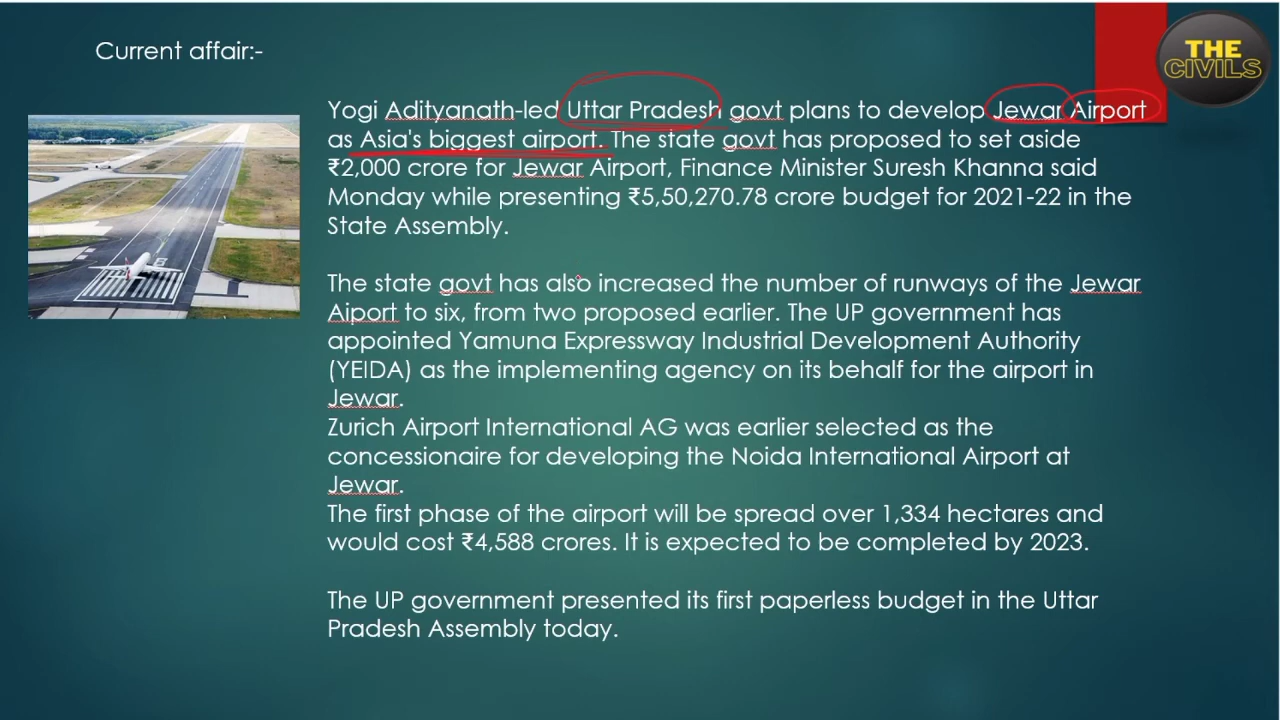 Current affair:-
THE
CIVILS
Yogi Adityanath-led Uttar Pradesh govt plans to develop Jewar Airport
as Asia's biggest airport. The state govt has proposed to set aside
₹2,000 crore for Jewar Airport, Finance Minister Suresh Khanna said
Monday while presenting ₹5,50,270.78 crore budget for 2021-22 in the
State Assembly.
The state govt has also increased the number of runways of the Jewar
Aiport to six, from two proposed earlier. The UP government has
appointed Yamuna Expressway Industrial Development Authority
(YEIDA) as the implementing agency on its behalf for the airport in
Jewar.
Zurich Airport International AG was earlier selected as the
concessionaire for developing the Noida International Airport at
Jewar.
The first phase of the airport will be spread over 1,334 hectares and
would cost ₹4,588 crores. It is expected to be completed by 2023.
The UP government presented its first paperless budget in the Uttar
Pradesh Assembly today.